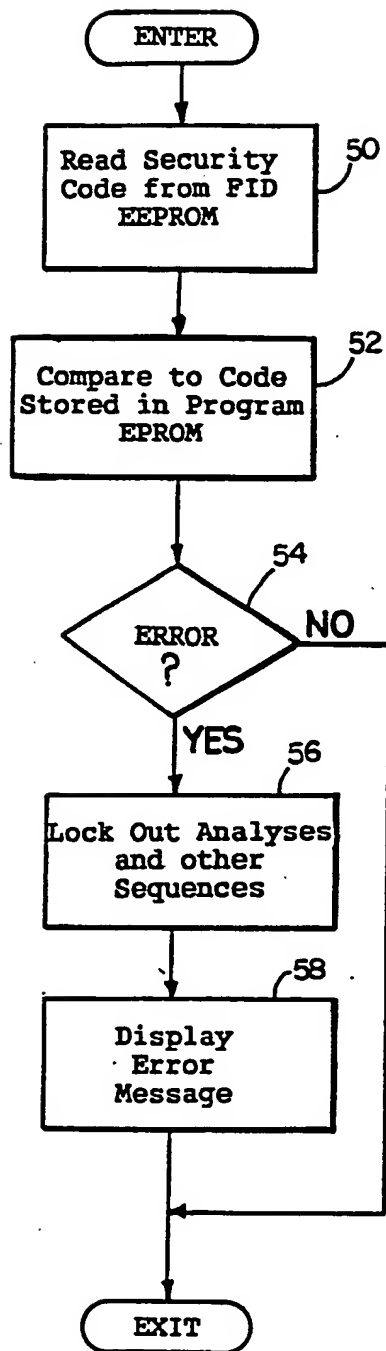 ENTER
Read Security
Code from FID
EEPROM
50
Compare to Code
Stored in Program
EPROM
52
ERROR
?
54
NO
YES
56
Lock Out Analyses
and other
Sequences
58
Display
Error
Message
EXIT